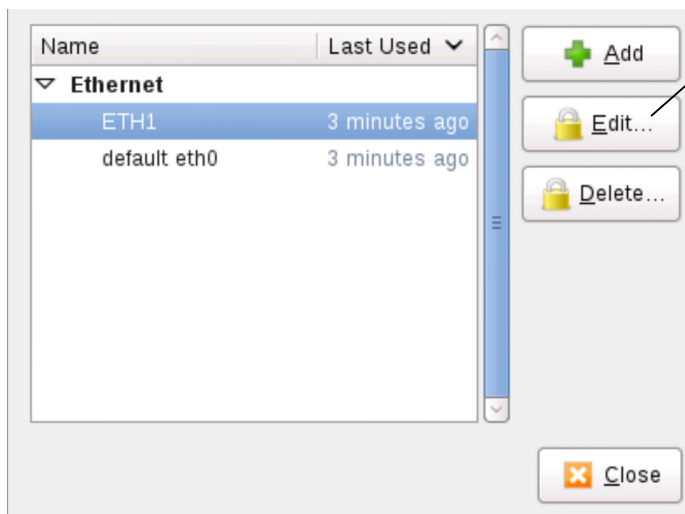 Name Last Used
Ethernet
ETH1 3 minutes ago
default eth0 3 minutes ago
Add
Edit...
Delete...
Close